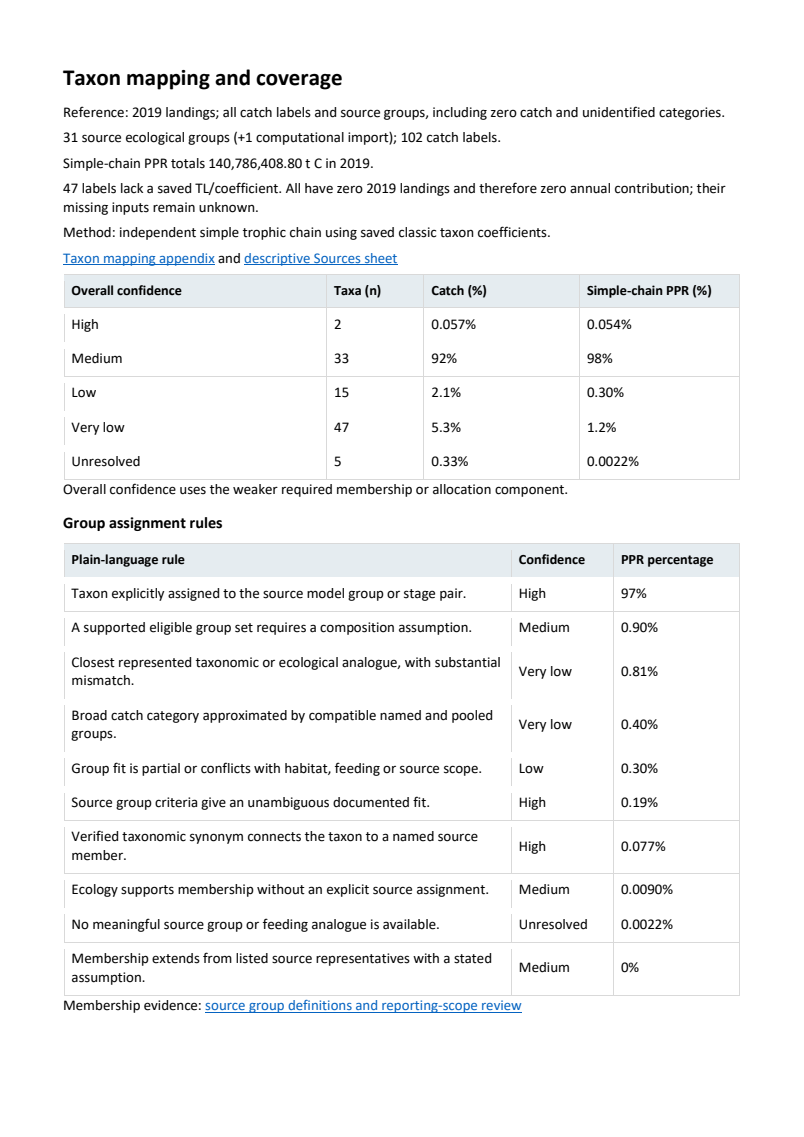 Taxon mapping and coverage
Reference: 2019 landings; all catch labels and source groups, including zero catch and unidentified categories.
31 source ecological groups (+1 computational import); 102 catch labels.
Simple-chain PPR totals 140,786,408.80 t C in 2019.
47 labels lack a saved TL/coefficient. All have zero 2019 landings and therefore zero annual contribution; their
missing inputs remain unknown.
Method: independent simple trophic chain using saved classic taxon coefficients.
Taxon mapping appendix and descriptive Sources sheet
Overall confidence Taxa (n) Catch (%) Simple-chain PPR (%)
High 2 0.057% 0.054%
Medium 33 92% 98%
Low 15 2.1% 0.30%
Very low 47 5.3% 1.2%
Unresolved 5 0.33% 0.0022%
Overall confidence uses the weaker required membership or allocation component.
Group assignment rules
Plain-language rule Confidence PPR percentage
Taxon explicitly assigned to the source model group or stage pair. High 97%
A supported eligible group set requires a composition assumption. Medium 0.90%
Closest represented taxonomic or ecological analogue, with substantial
mismatch. Very low 0.81%
Broad catch category approximated by compatible named and pooled
groups. Very low 0.40%
Group fit is partial or conflicts with habitat, feeding or source scope. Low 0.30%
Source group criteria give an unambiguous documented fit. High 0.19%
Verified taxonomic synonym connects the taxon to a named source
member. High 0.077%
Ecology supports membership without an explicit source assignment. Medium 0.0090%
No meaningful source group or feeding analogue is available. Unresolved 0.0022%
Membership extends from listed source representatives with a stated
assumption. Medium 0%
Membership evidence: source group definitions and reporting-scope review